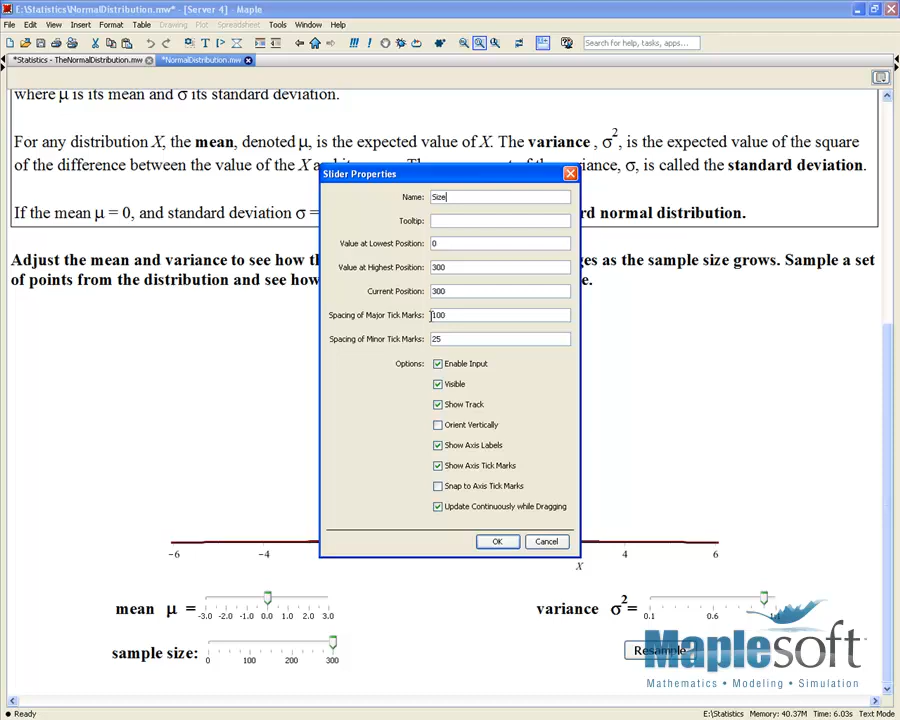 E:\Statistics\NormalDistribution.mw* - [Server 4] - Maple
File Edit View Insert Format Table Drawing Plot Spreadsheet Tools Window Help
Search for help, tasks, apps...
*Statistics - TheNormalDistribution.mw *NormalDistribution.mw
where μ is its mean and σ its standard deviation.
For any distribution X, the mean, denoted μ, is the expected value of X. The variance , σ², is the expected value of the square
of the difference between the value of the X
iance, σ, is called the standard deviation.
If the mean μ = 0, and standard deviation σ =
rd normal distribution.
Adjust the mean and variance to see how th
ges as the sample size grows. Sample a set
of points from the distribution and see how
e.
Slider Properties
Name: Size
Tooltip:
Value at Lowest Position: 0
Value at Highest Position: 300
Current Position: 300
Spacing of Major Tick Marks: 100
Spacing of Minor Tick Marks: 25
Options: Enable Input
Visible
Show Track
Orient Vertically
Show Axis Labels
Show Axis Tick Marks
Snap to Axis Tick Marks
Update Continuously while Dragging
OK Cancel
-6 -4 4 6
X
mean μ = -3.0 -2.0 -1.0 0.0 1.0 2.0 3.0
variance σ²= 0.1 0.6 1.1
sample size: 0 100 200 300
Resample
Maplesoft
Mathematics • Modeling • Simulation
Ready
E:\Statistics Memory: 40.37M Time: 6.03s Text Mode